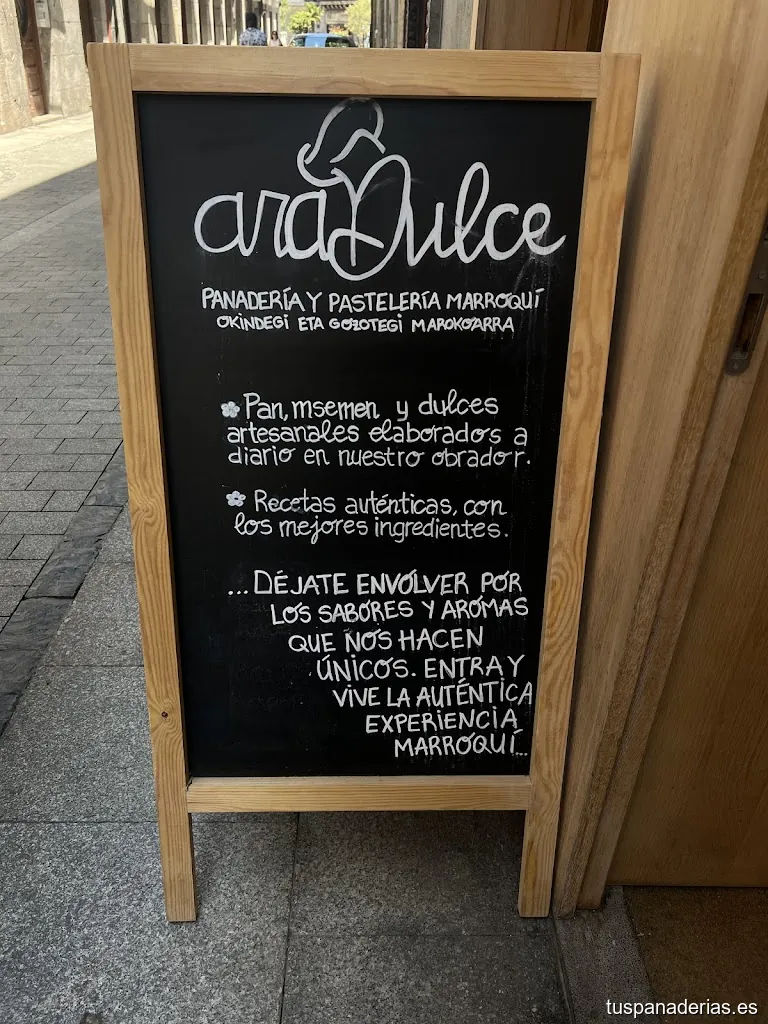 araDulce
PANADERÍA Y PASTELERÍA MARROQUÍ
OKINDEGI ETA GOZOTEGI MAROKOARRA
Pan, msemen y dulces
artesanales elaborados a
diario en nuestro obrador.
Recetas auténticas, con
los mejores ingredientes.
...DÉJATE ENVOLVER POR
LOS SABORES Y AROMAS
QUE NOS HACEN
ÚNICOS. ENTRA Y
VIVE LA AUTÉNTICA
EXPERIENCIA
MARROQUÍ...
tuspanaderias.es